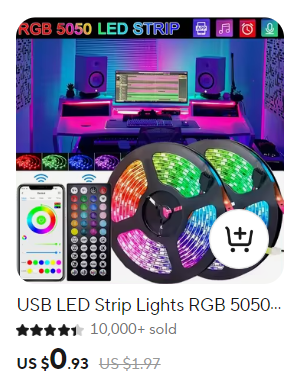 RGB 5050 LED STRIP
USB LED Strip Lights RGB 5050...
10,000+ sold
US $0.93 US $1.97